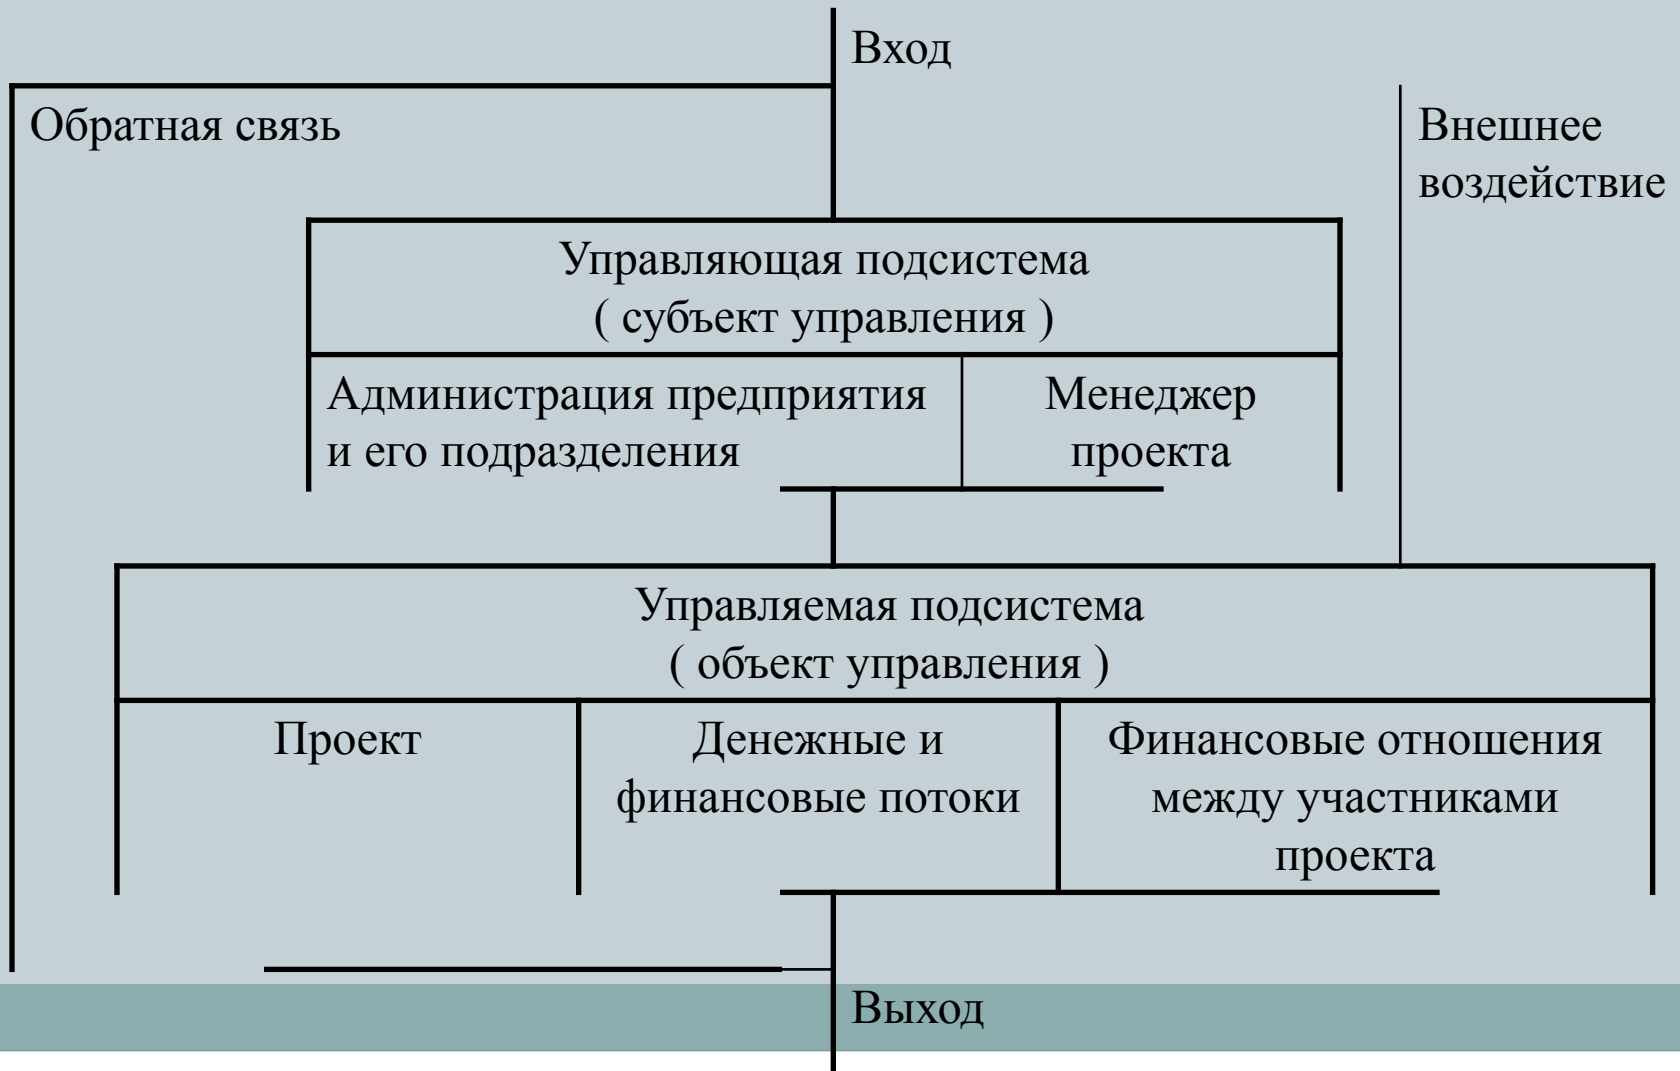 Вход
Обратная связь
Внешнее
воздействие
Управляющая подсистема
( субъект управления )
Администрация предприятия
и его подразделения
Менеджер
проекта
Управляемая подсистема
( объект управления )
Проект
Денежные и
финансовые потоки
Финансовые отношения
между участниками
проекта
Выход